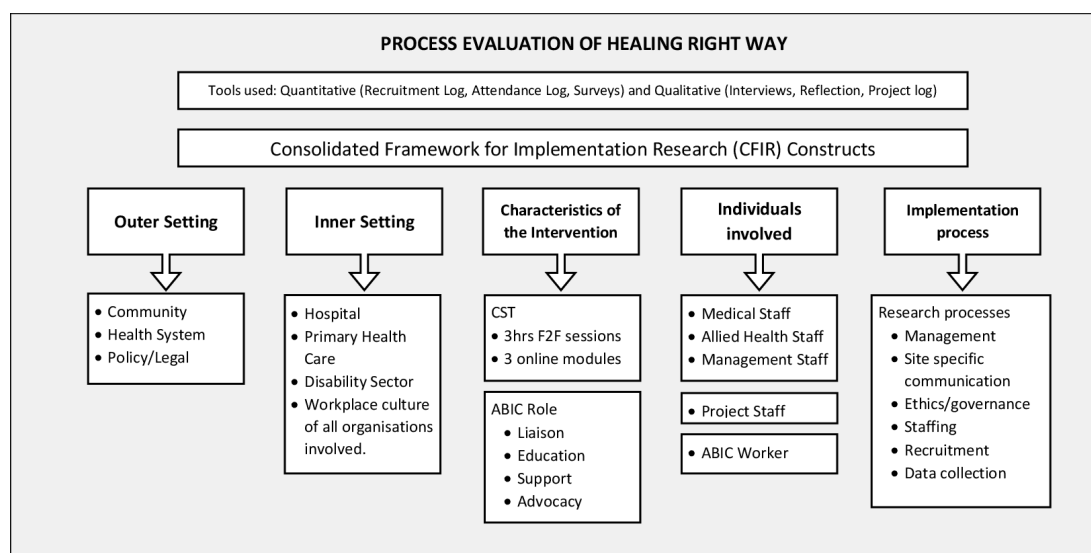 PROCESS EVALUATION OF HEALING RIGHT WAY
Tools used: Quantitative (Recruitment Log, Attendance Log, Surveys) and Qualitative (Interviews, Reflection, Project log)
Consolidated Framework for Implementation Research (CFIR) Constructs
Outer Setting
• Community
• Health System
• Policy/Legal
Inner Setting
• Hospital
• Primary Health
Care
• Disability Sector
• Workplace culture
of all organisations
involved.
Characteristics of
the Intervention
CST
• 3hrs F2F sessions
• 3 online modules
ABIC Role
• Liaison
• Education
• Support
• Advocacy
Individuals
involved
• Medical Staff
• Allied Health Staff
• Management Staff
• Project Staff
• ABIC Worker
Implementation
process
Research processes
• Management
• Site specific
communication
• Ethics/governance
• Staffing
• Recruitment
• Data collection